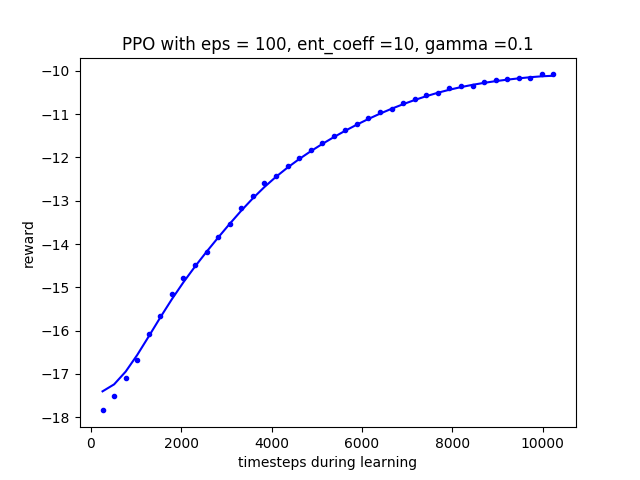 PPO with eps = 100, ent_coeff =10, gamma =0.1
−10
−11
−12
−13
−14
−15
−16
−17
−18
reward
0 2000 4000 6000 8000 10000
timesteps during learning